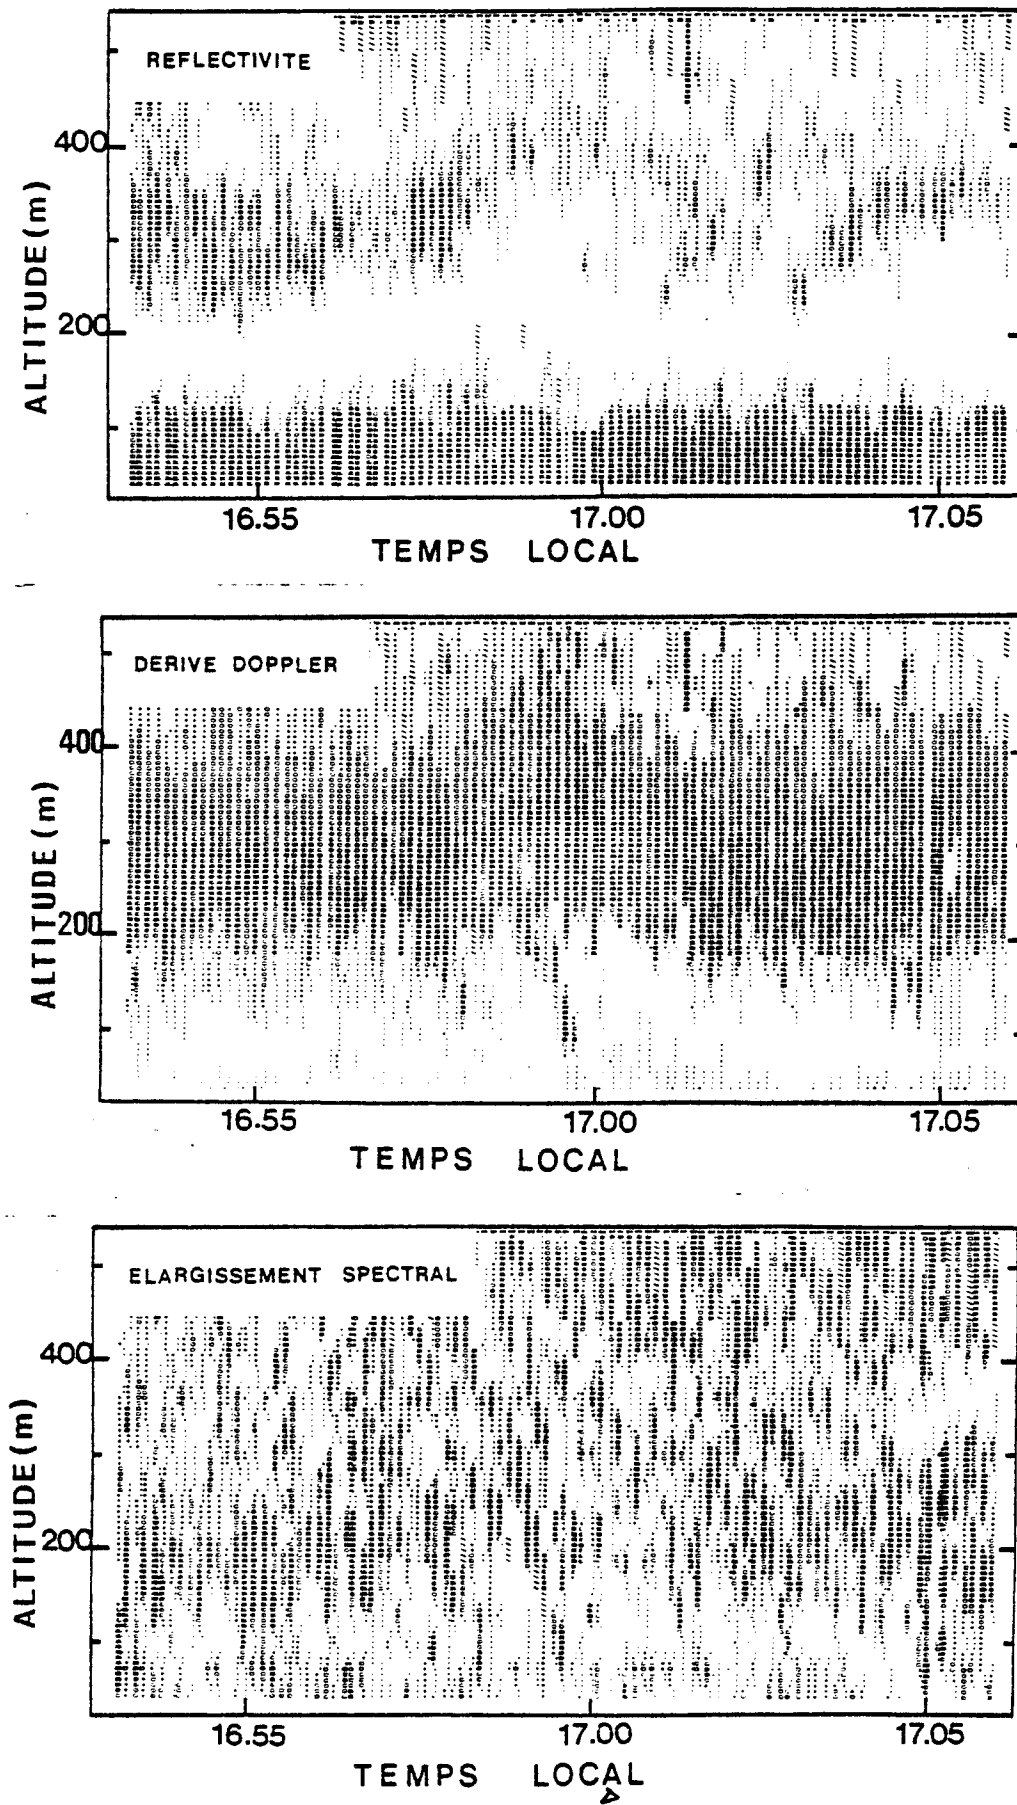 REFLECTIVITE
400
200
ALTITUDE (m)
16.55 17.00 17.05
TEMPS LOCAL
DERIVE DOPPLER
400
200
ALTITUDE (m)
16.55 17.00 17.05
TEMPS LOCAL
ELARGISSEMENT SPECTRAL
400
200
ALTITUDE (m)
16.55 17.00 17.05
TEMPS LOCAL